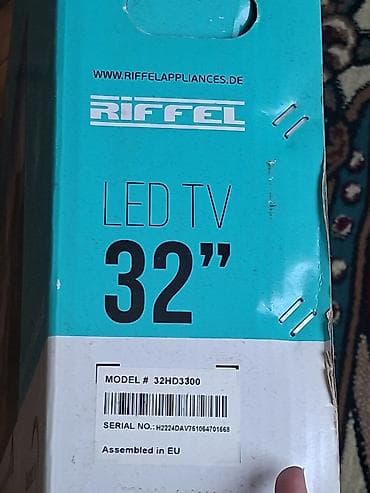 WWW.RIFFELAPPLIANCES.DE
RIFFEL
LED TV
32”
MODEL # 32HD3300
SERIAL NO.: H2224DAV761064701668
Assembled in EU